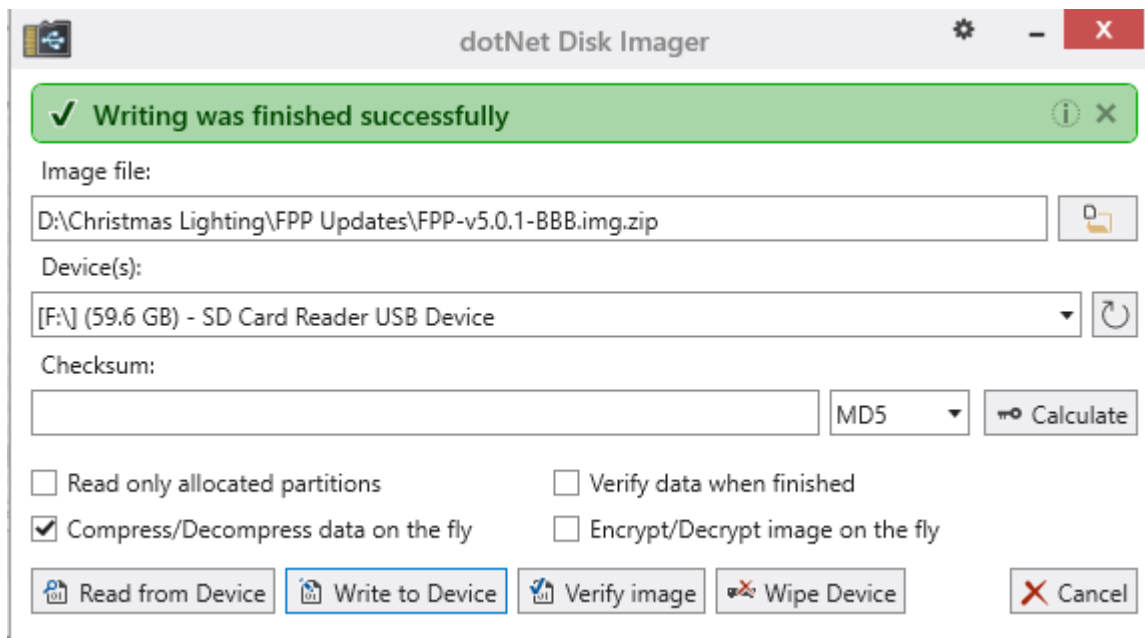 dotNet Disk Imager
Writing was finished successfully
Image file:
D:\Christmas Lighting\FPP Updates\FPP-v5.0.1-BBB.img.zip
Device(s):
[F:\] (59.6 GB) - SD Card Reader USB Device
Checksum:
MD5 Calculate
Read only allocated partitions Verify data when finished
Compress/Decompress data on the fly Encrypt/Decrypt image on the fly
Read from Device Write to Device Verify image Wipe Device Cancel